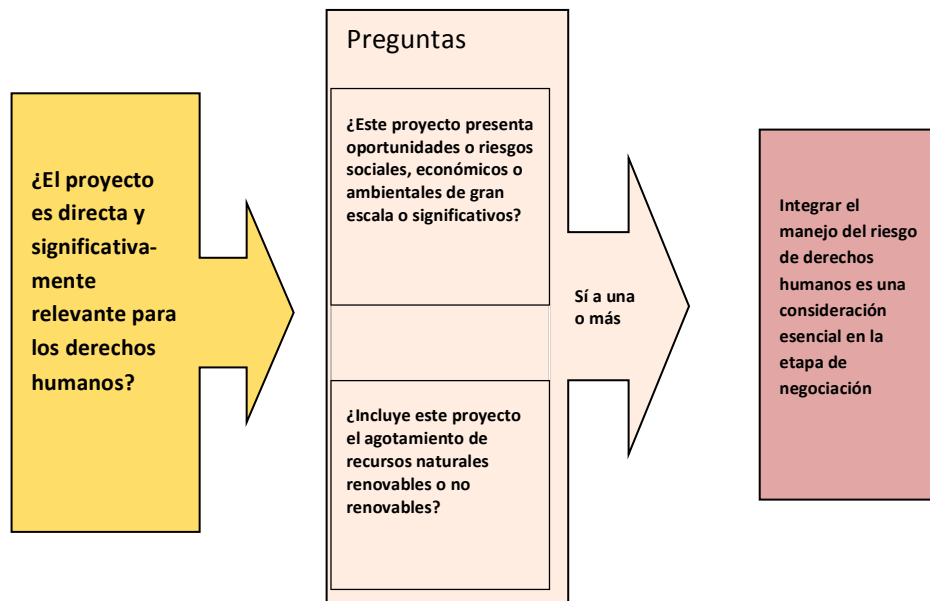 ¿El proyecto
es directa y
significativa-
mente
relevante para
los derechos
humanos?
Preguntas
¿Este proyecto presenta
oportunidades o riesgos
sociales, económicos o
ambientales de gran
escala o significativos?
¿Incluye este proyecto
el agotamiento de
recursos naturales
renovables o no
renovables?
Sí a una
o más
Integrar el
manejo del riesgo
de derechos
humanos es una
consideración
esencial en la
etapa de
negociación